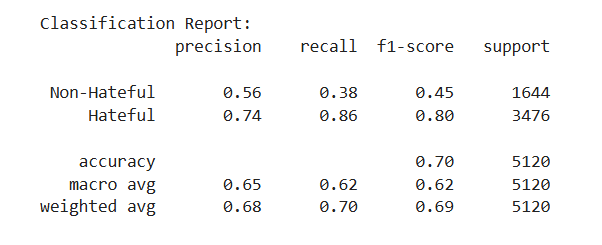 Classification Report:
precision recall f1-score support
Non-Hateful 0.56 0.38 0.45 1644
Hateful 0.74 0.86 0.80 3476
accuracy 0.70 5120
macro avg 0.65 0.62 0.62 5120
weighted avg 0.68 0.70 0.69 5120